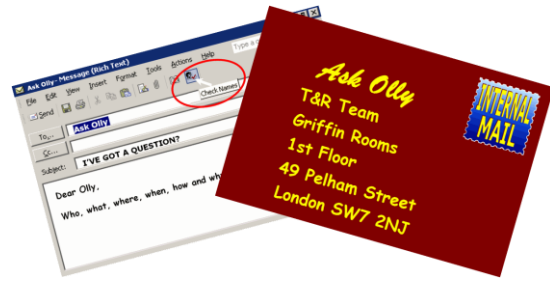 Ask Olly - Message (Rich Text)
File Edit View Insert Format Tools Actions Help
Send
Check Names
To...
Ask Olly
Cc...
Subject: I'VE GOT A QUESTION?
Dear Olly,
Who, what, where, when, how and
Ask Olly
T&R Team
Griffin Rooms
1st Floor
49 Pelham Street
London SW7 2NJ
INTERNAL
MAIL